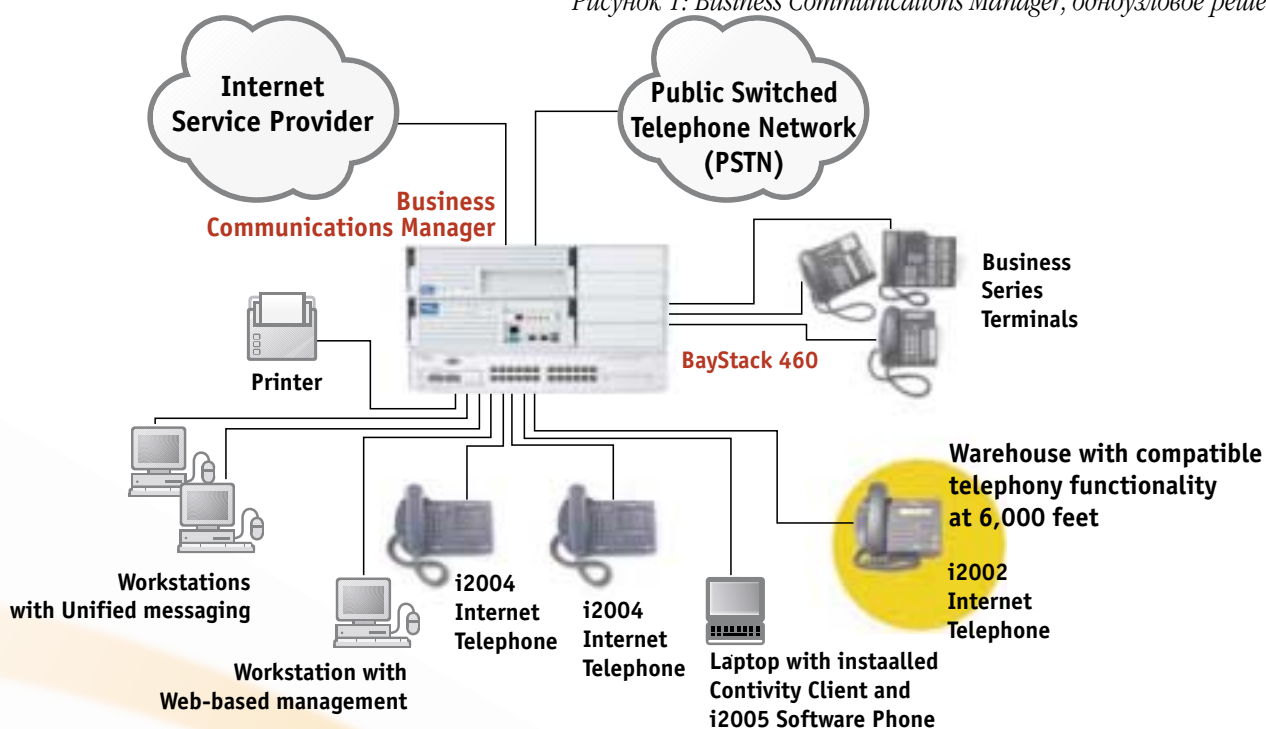 Рисунок 1: Business Communications Manager, одноузловое реше
Internet
Service Provider
Public Switched
Telephone Network
(PSTN)
Business
Communications Manager
Business
Series
Terminals
BayStack 460
Printer
Warehouse with compatible
telephony functionality
at 6,000 feet
i2002
Internet
Telephone
Workstations
with Unified messaging
i2004
Internet
Telephone
i2004
Internet
Telephone
Workstation with
Web-based management
Laptop with instaalled
Contivity Client and
i2005 Software Phone